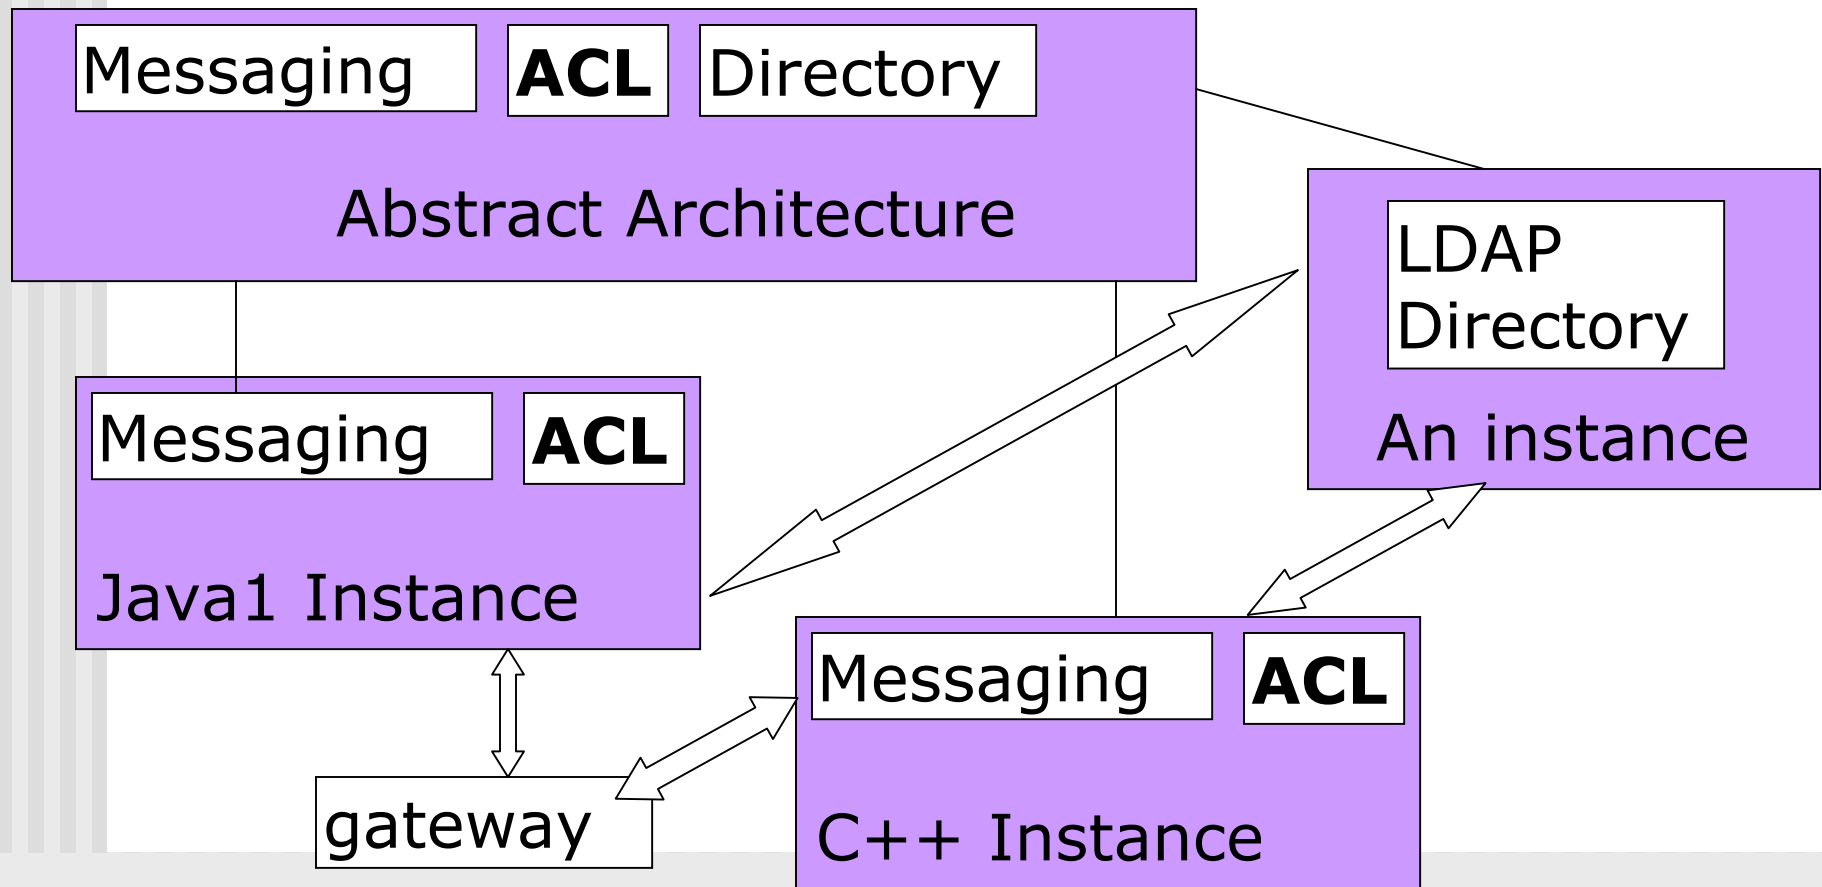 Messaging
ACL
Directory
Abstract Architecture
LDAP
Directory
An instance
Messaging
ACL
Java1 Instance
Messaging
ACL
C++ Instance
gateway